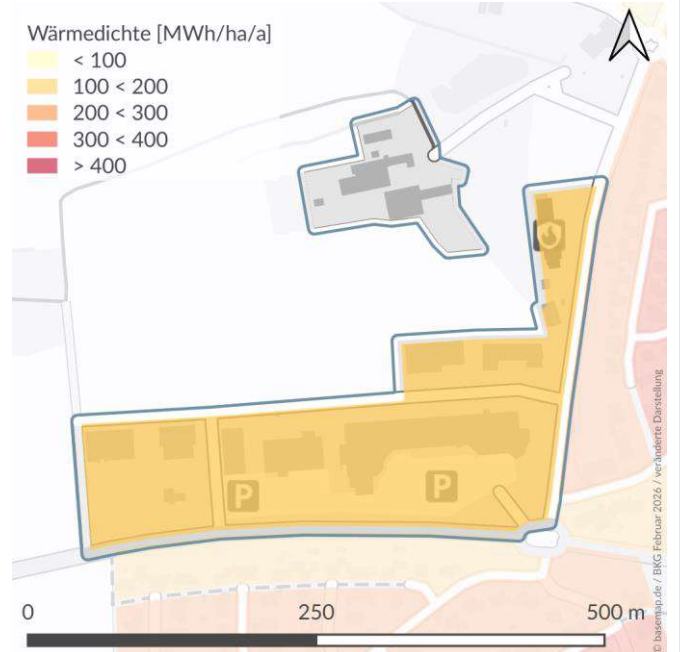 Wärmedichte [MWh/ha/a]
< 100
100 < 200
200 < 300
300 < 400
> 400
P
P
0 250 500 m
© basemap.de / BKG Februar 2026 / veränderte Darstellung